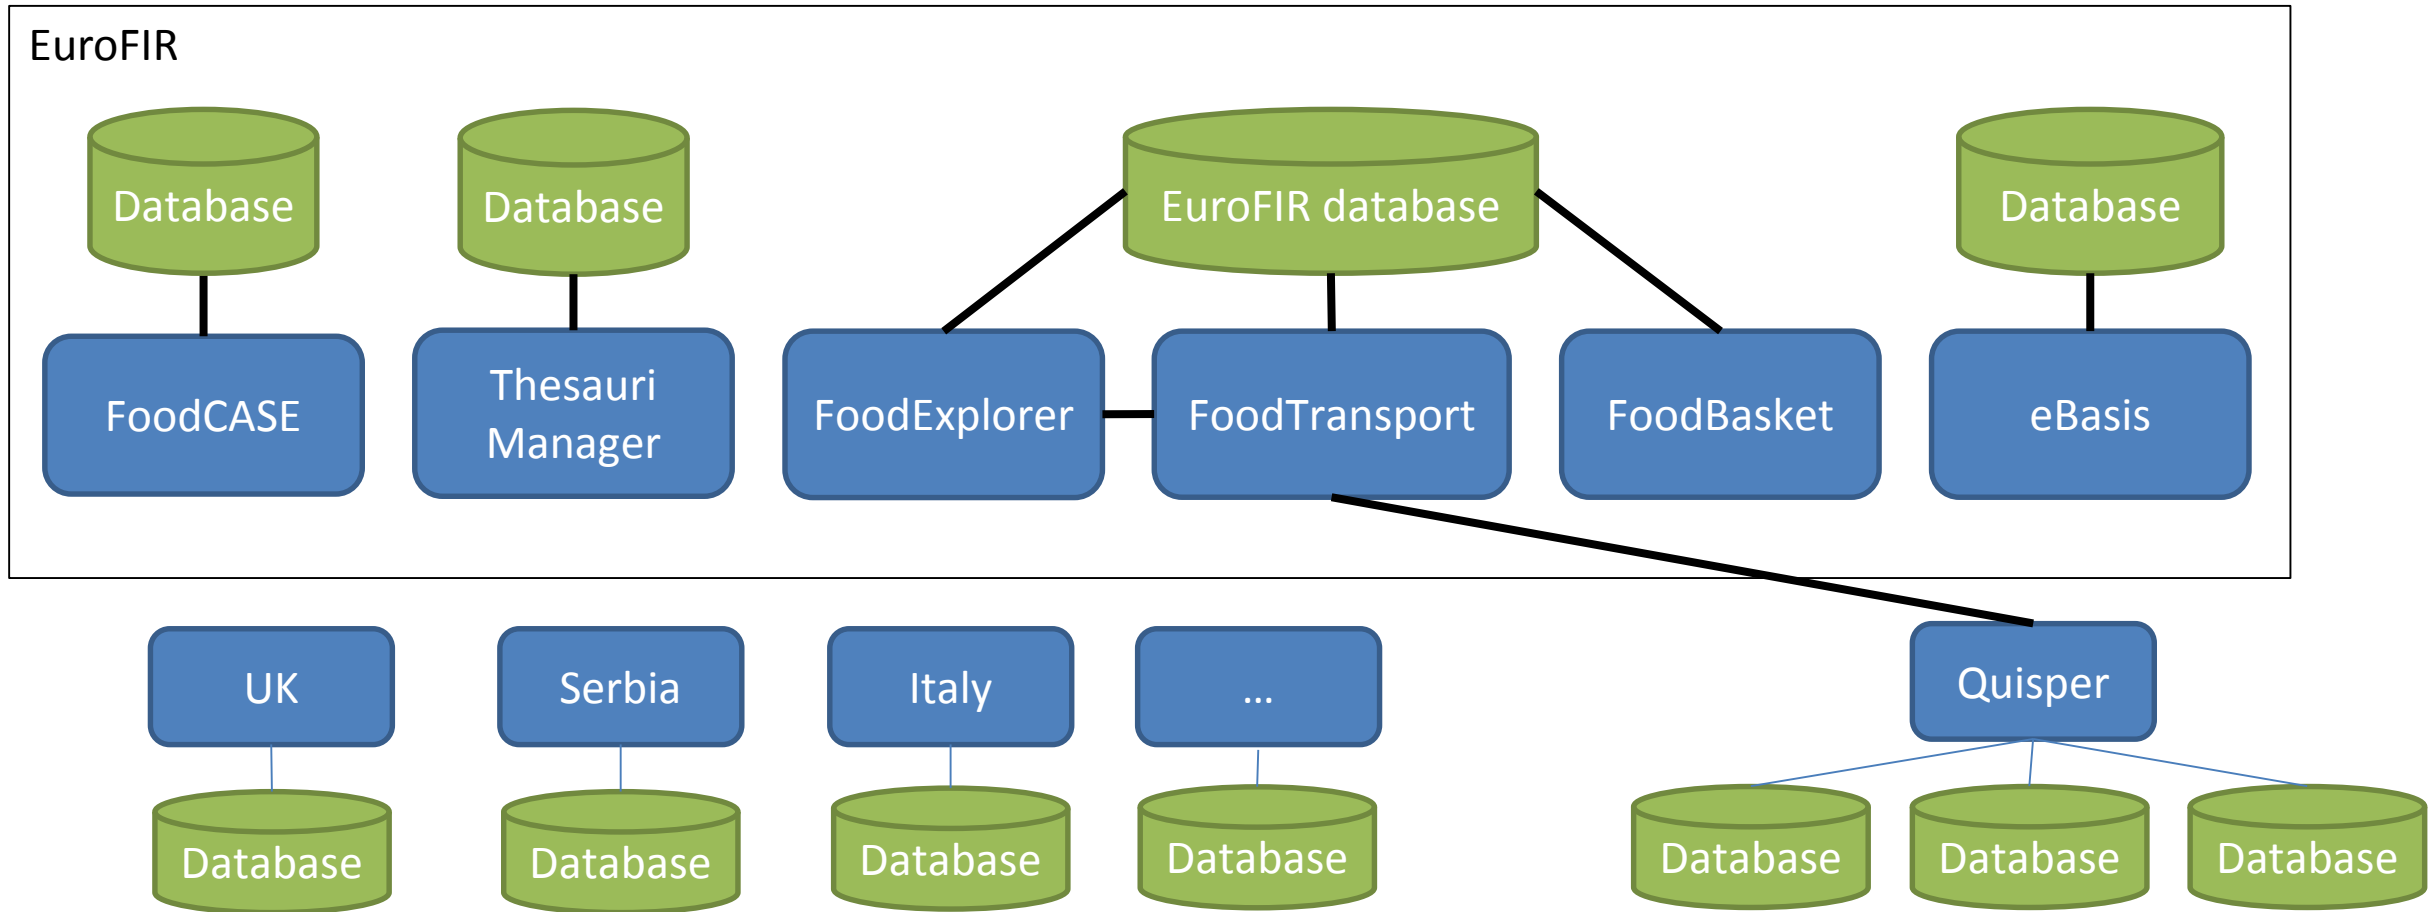 EuroFIR
Database
Database
EuroFIR database
Database
FoodCASE
Thesauri
Manager
FoodExplorer
FoodTransport
FoodBasket
eBasis
UK
Serbia
Italy
...
Quisper
Database
Database
Database
Database
Database
Database
Database